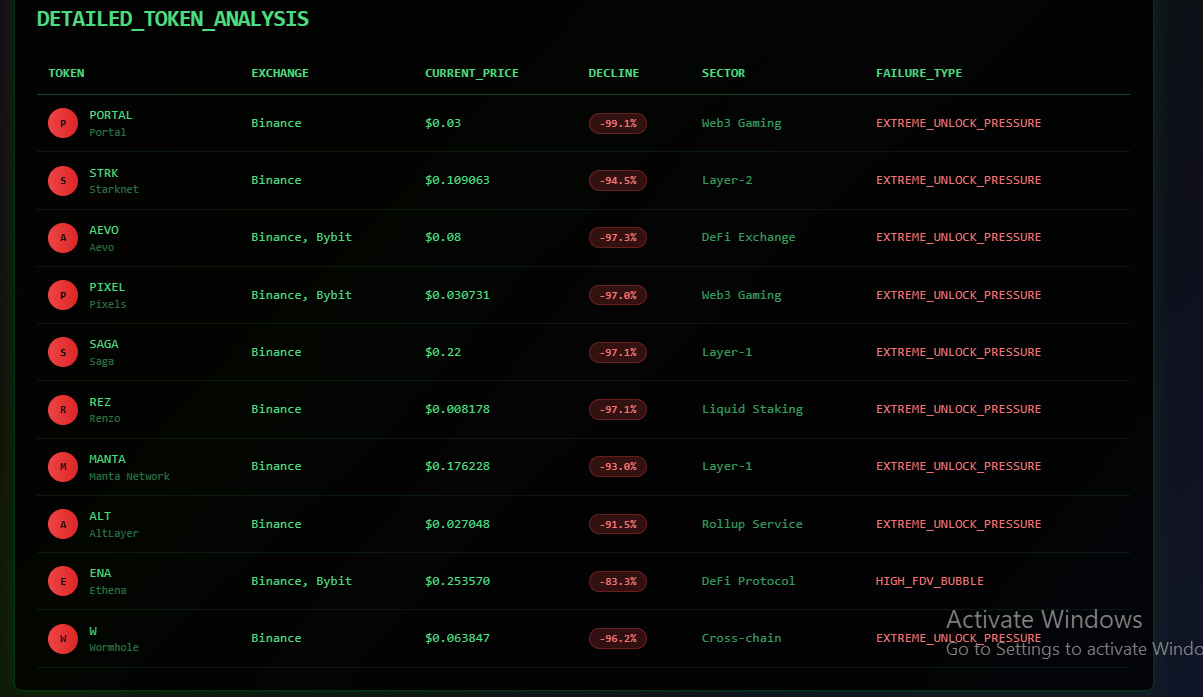 DETAILED_TOKEN_ANALYSIS
TOKEN EXCHANGE CURRENT_PRICE DECLINE SECTOR FAILURE_TYPE
P PORTAL Portal Binance $0.03 -99.1% Web3 Gaming EXTREME_UNLOCK_PRESSURE
S STRK Starknet Binance $0.109063 -94.5% Layer-2 EXTREME_UNLOCK_PRESSURE
A AEVO Aevo Binance, Bybit $0.08 -97.3% DeFi Exchange EXTREME_UNLOCK_PRESSURE
P PIXEL Pixels Binance, Bybit $0.030731 -97.0% Web3 Gaming EXTREME_UNLOCK_PRESSURE
S SAGA Saga Binance $0.22 -97.1% Layer-1 EXTREME_UNLOCK_PRESSURE
R REZ Renzo Binance $0.008178 -97.1% Liquid Staking EXTREME_UNLOCK_PRESSURE
M MANTA Manta Network Binance $0.176228 -93.0% Layer-1 EXTREME_UNLOCK_PRESSURE
A ALT AltLayer Binance $0.027048 -91.5% Rollup Service EXTREME_UNLOCK_PRESSURE
E ENA Ethena Binance, Bybit $0.253570 -83.3% DeFi Protocol HIGH_FDV_BUBBLE
W W Wormhole Binance $0.063847 -96.2% Cross-chain EXTREME_UNLOCK_PRESSURE
Activate Windows
Go to Settings to activate Windo